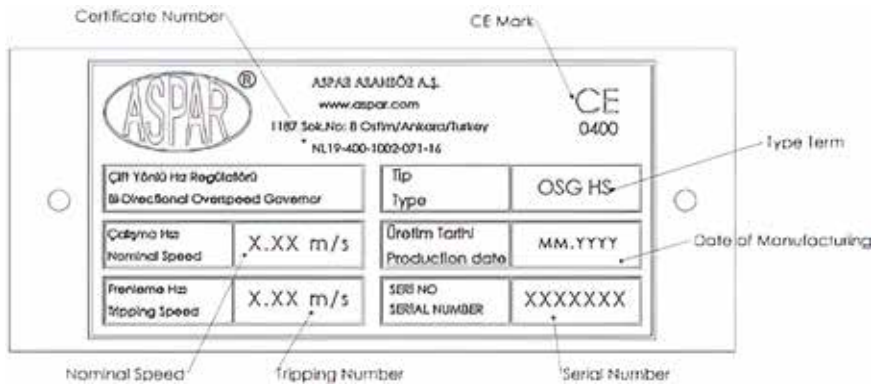 Certificate Number
CE Mark
ASPAR ®
ASPAR ASANSÖR A.Ş.
www.aspar.com
1187 Sok.No: 8 Ostim/Ankara/Turkey
NL19-400-1002-071-16
CE
0400
Type Term
Çift Yönlü Hız Regülatörü
Bi-Directional Overspeed Governor
Tip
Type
OSG HS
Çalışma Hızı
Nominal Speed
X.XX m/s
Üretim Tarihi
Production date
MM.YYYY
Date of Manufacturing
Frenleme Hızı
Tripping Speed
X.XX m/s
SERİ NO
SERIAL NUMBER
XXXXXXX
Nominal Speed
Tripping Number
Serial Number